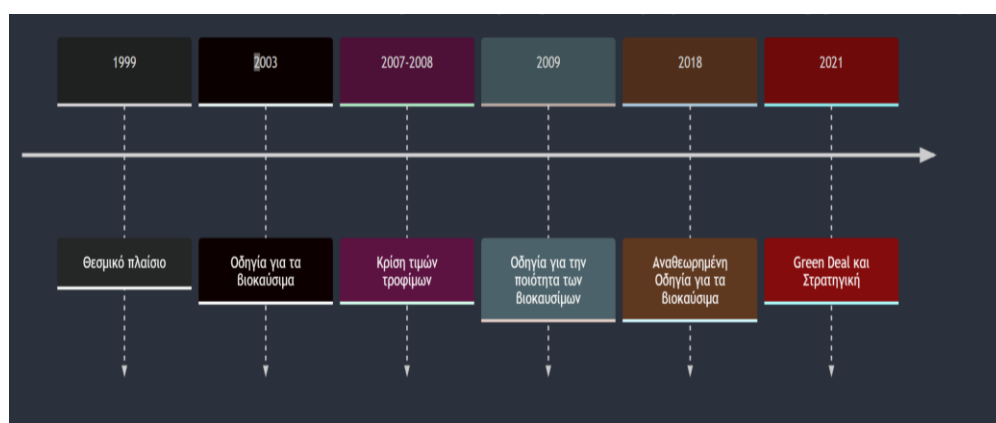 1999
2003
2007-2008
2009
2018
2021
Θεσμικό πλαίσιο
Οδηγία για τα
βιοκαύσιμα
Κρίση τιμών
τροφίμων
Οδηγία για την
ποιότητα των
βιοκαυσίμων
Αναθεωρημένη
Οδηγία για τα
βιοκαύσιμα
Green Deal και
Στρατηγική